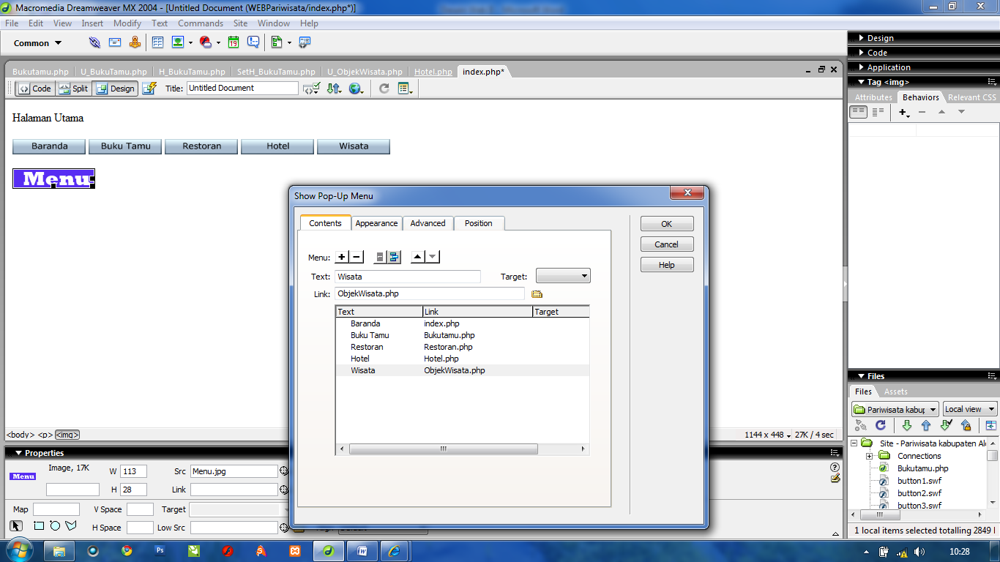 Macromedia Dreamweaver MX 2004 - [Untitled Document (WEBPariwisata/index.php*)]
File Edit View Insert Modify Text Commands Site Window Help
Common
19
Bukutamu.php U_BukuTamu.php H_BukuTamu.php SetH_BukuTamu.php U_ObjekWisata.php Hotel.php index.php*
Code Split Design Title: Untitled Document
Halaman Utama
Baranda Buku Tamu Restoran Hotel Wisata
Menu
Show Pop-Up Menu
Contents Appearance Advanced Position
Menu:
Text: Wisata Target:
Link: ObjekWisata.php
Text Link Target
Baranda index.php
Buku Tamu Bukutamu.php
Restoran Restoran.php
Hotel Hotel.php
Wisata ObjekWisata.php
OK
Cancel
Help
<body> <p> <img>
1144 x 448 27K / 4 sec
Properties
Image, 17K W 113 Src Menu.jpg
Menu
H 28 Link
Map V Space Target
H Space Low Src
Design
Code
Application
Tag <img>
Attributes Behaviors Relevant CSS
Files
Files Assets
Pariwisata kabup Local view
Site - Pariwisata kabupaten Al
Connections
Bukutamu.php
button1.swf
button2.swf
button3.swf
1 local items selected totalling 2849
Ps W
10:28